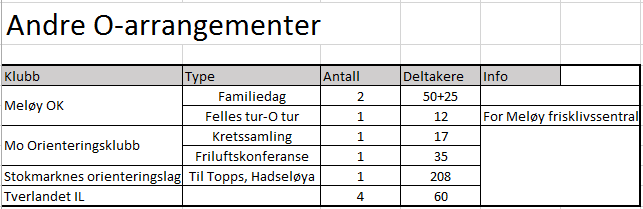 Andre O-arrangementer
Klubb Type Antall Deltakere Info
Meløy OK Familiedag 2 50+25
Felles tur-O tur 1 12 For Meløy frisklivssentral
Mo Orienteringsklubb Kretssamling 1 17
Friluftskonferanse 1 35
Stokmarknes orienteringslag Til Topps, Hadseløya 1 208
Tverlandet IL 4 60